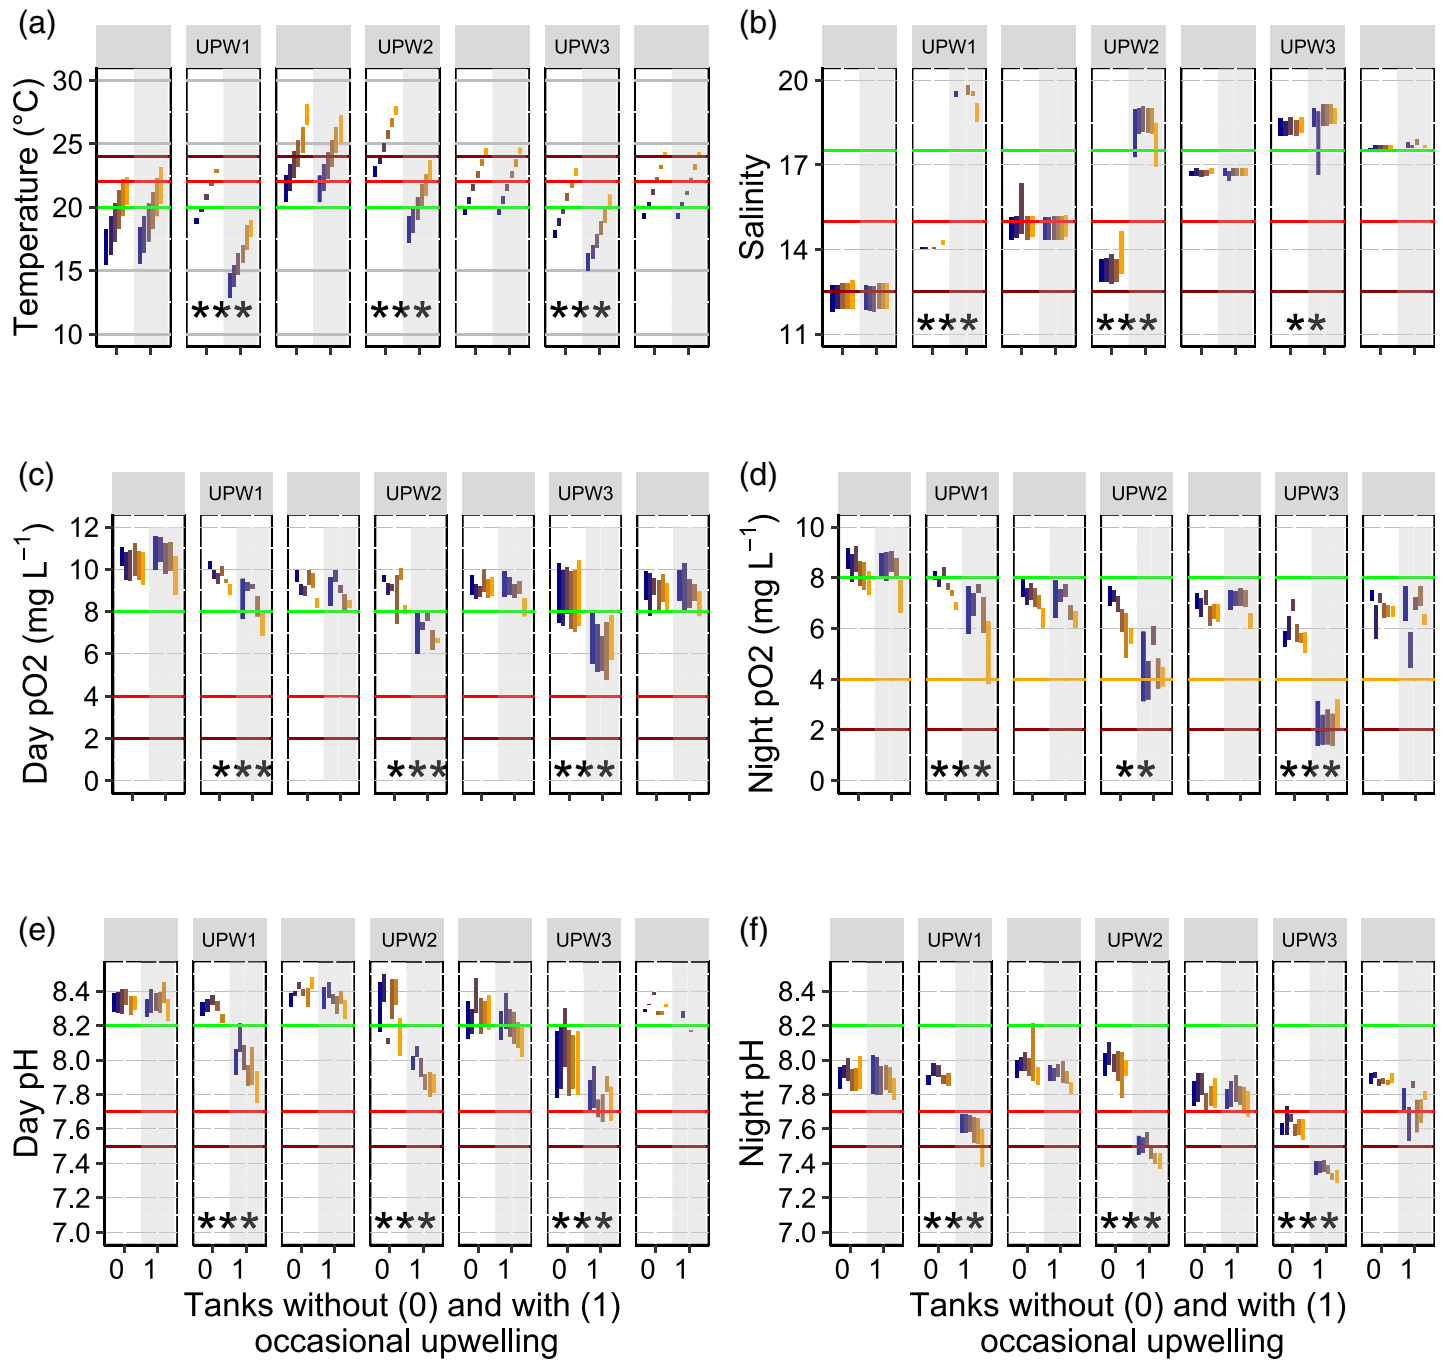 (a)
UPW1 UPW2 UPW3
Temperature (°C)
30
25
20
15
10
*** *** ***
(b)
UPW1 UPW2 UPW3
Salinity
20
17
14
11
*** *** **
(c)
UPW1 UPW2 UPW3
Day pO2 (mg L−1)
12
10
8
6
4
2
0
*** *** ***
(d)
UPW1 UPW2 UPW3
Night pO2 (mg L−1)
10
8
6
4
2
0
*** ** ***
(e)
UPW1 UPW2 UPW3
Day pH
8.4
8.2
8.0
7.8
7.6
7.4
7.2
7.0
*** *** ***
0 1 0 1 0 1 0 1 0 1 0 1 0 1
Tanks without (0) and with (1)
occasional upwelling
(f)
UPW1 UPW2 UPW3
Night pH
8.4
8.2
8.0
7.8
7.6
7.4
7.2
7.0
*** *** ***
0 1 0 1 0 1 0 1 0 1 0 1 0 1
Tanks without (0) and with (1)
occasional upwelling